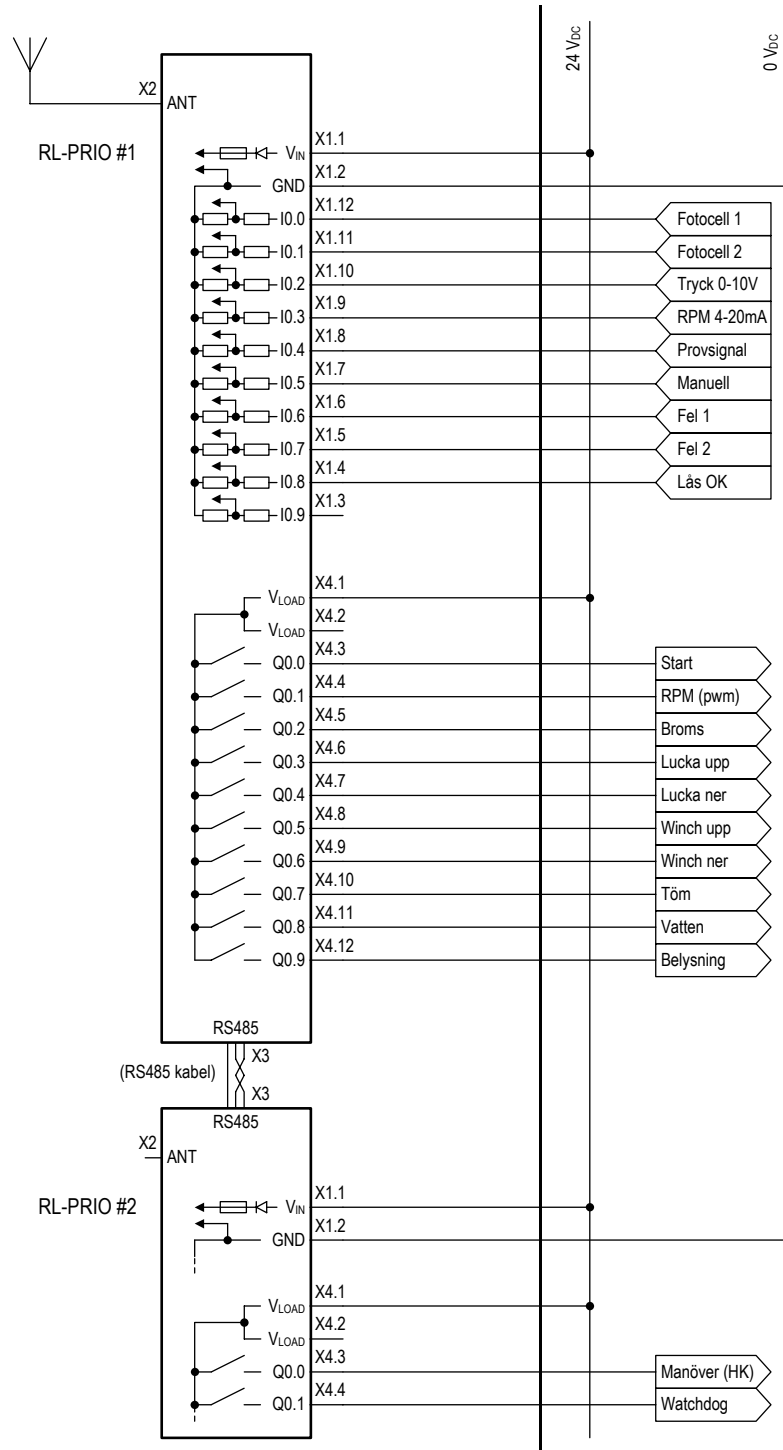 24 VDC
0 VDC
X2
ANT
RL-PRIO #1
VIN X1.1
GND X1.2
I0.0 X1.12 Fotocell 1
I0.1 X1.11 Fotocell 2
I0.2 X1.10 Tryck 0-10V
I0.3 X1.9 RPM 4-20mA
I0.4 X1.8 Provsignal
I0.5 X1.7 Manuell
I0.6 X1.6 Fel 1
I0.7 X1.5 Fel 2
I0.8 X1.4 Lås OK
I0.9 X1.3
VLOAD X4.1
VLOAD X4.2
Q0.0 X4.3 Start
Q0.1 X4.4 RPM (pwm)
Q0.2 X4.5 Broms
Q0.3 X4.6 Lucka upp
Q0.4 X4.7 Lucka ner
Q0.5 X4.8 Winch upp
Q0.6 X4.9 Winch ner
Q0.7 X4.10 Töm
Q0.8 X4.11 Vatten
Q0.9 X4.12 Belysning
RS485
X3
(RS485 kabel)
X3
RS485
X2
ANT
RL-PRIO #2
VIN X1.1
GND X1.2
VLOAD X4.1
VLOAD X4.2
Q0.0 X4.3 Manöver (HK)
Q0.1 X4.4 Watchdog